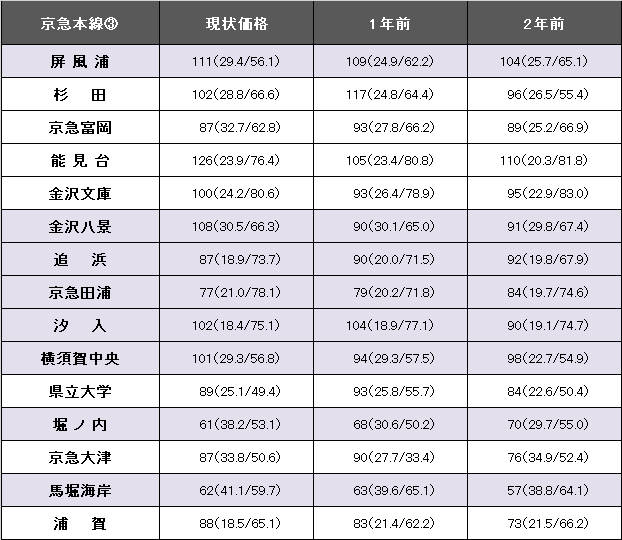 京急本線③ 現状価格 1年前 2年前
屏風浦 111(29.4/56.1) 109(24.9/62.2) 104(25.7/65.1)
杉田 102(28.8/66.6) 117(24.8/64.4) 96(26.5/55.4)
京急富岡 87(32.7/62.8) 93(27.8/66.2) 89(25.2/66.9)
能見台 126(23.9/76.4) 105(23.4/80.8) 110(20.3/81.8)
金沢文庫 100(24.2/80.6) 93(26.4/78.9) 95(22.9/83.0)
金沢八景 108(30.5/66.3) 90(30.1/65.0) 91(29.8/67.4)
追浜 87(18.9/73.7) 90(20.0/71.5) 92(19.8/67.9)
京急田浦 77(21.0/78.1) 79(20.2/71.8) 84(19.7/74.6)
汐入 102(18.4/75.1) 104(18.9/77.1) 90(19.1/74.7)
横須賀中央 101(29.3/56.8) 94(29.3/57.5) 98(22.7/54.9)
県立大学 89(25.1/49.4) 93(25.8/55.7) 84(22.6/50.4)
堀ノ内 61(38.2/53.1) 68(30.6/50.2) 70(29.7/55.0)
京急大津 87(33.8/50.6) 90(27.7/33.4) 76(34.9/52.4)
馬堀海岸 62(41.1/59.7) 63(39.6/65.1) 57(38.8/64.1)
浦賀 88(18.5/65.1) 83(21.4/62.2) 73(21.5/66.2)